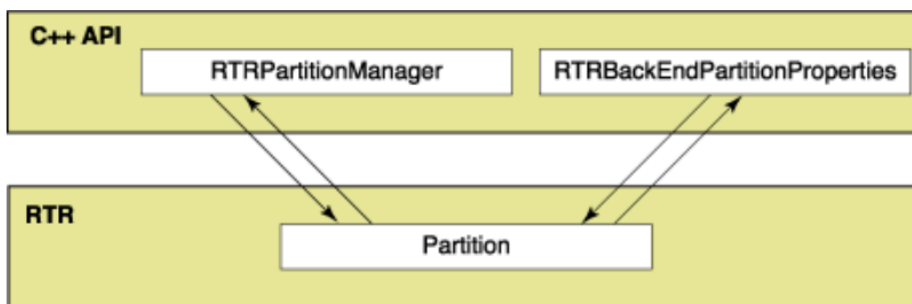 C++ API
RTRPartitionManager
RTRBackEndPartitionProperties
RTR
Partition